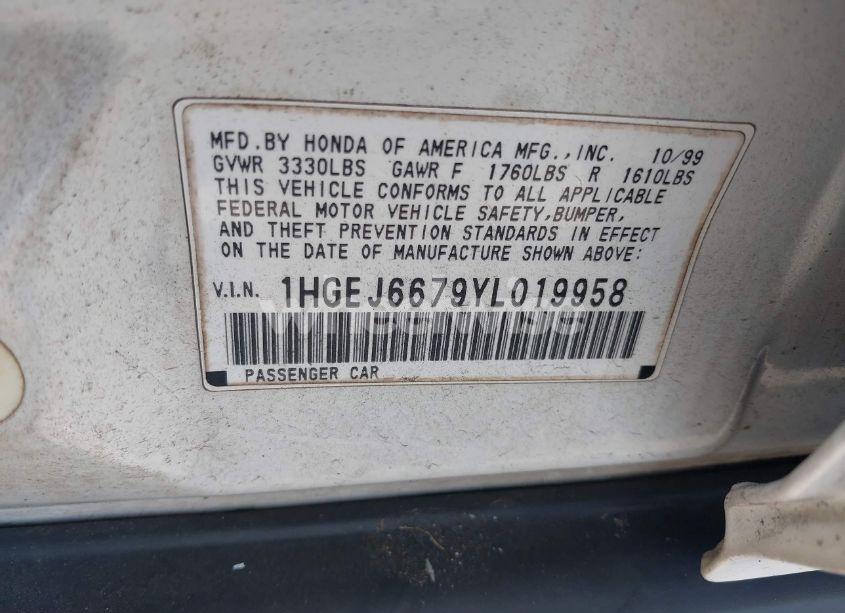 MFD.BY HONDA OF AMERICA MFG.,INC. 10/99
GVWR 3330LBS GAWR F 1760LBS R 1610LBS
THIS VEHICLE CONFORMS TO ALL APPLICABLE
FEDERAL MOTOR VEHICLE SAFETY,BUMPER,
AND THEFT PREVENTION STANDARDS IN EFFECT
ON THE DATE OF MANUFACTURE SHOWN ABOVE:
V.I.N. 1HGEJ6679YL019958
PASSENGER CAR